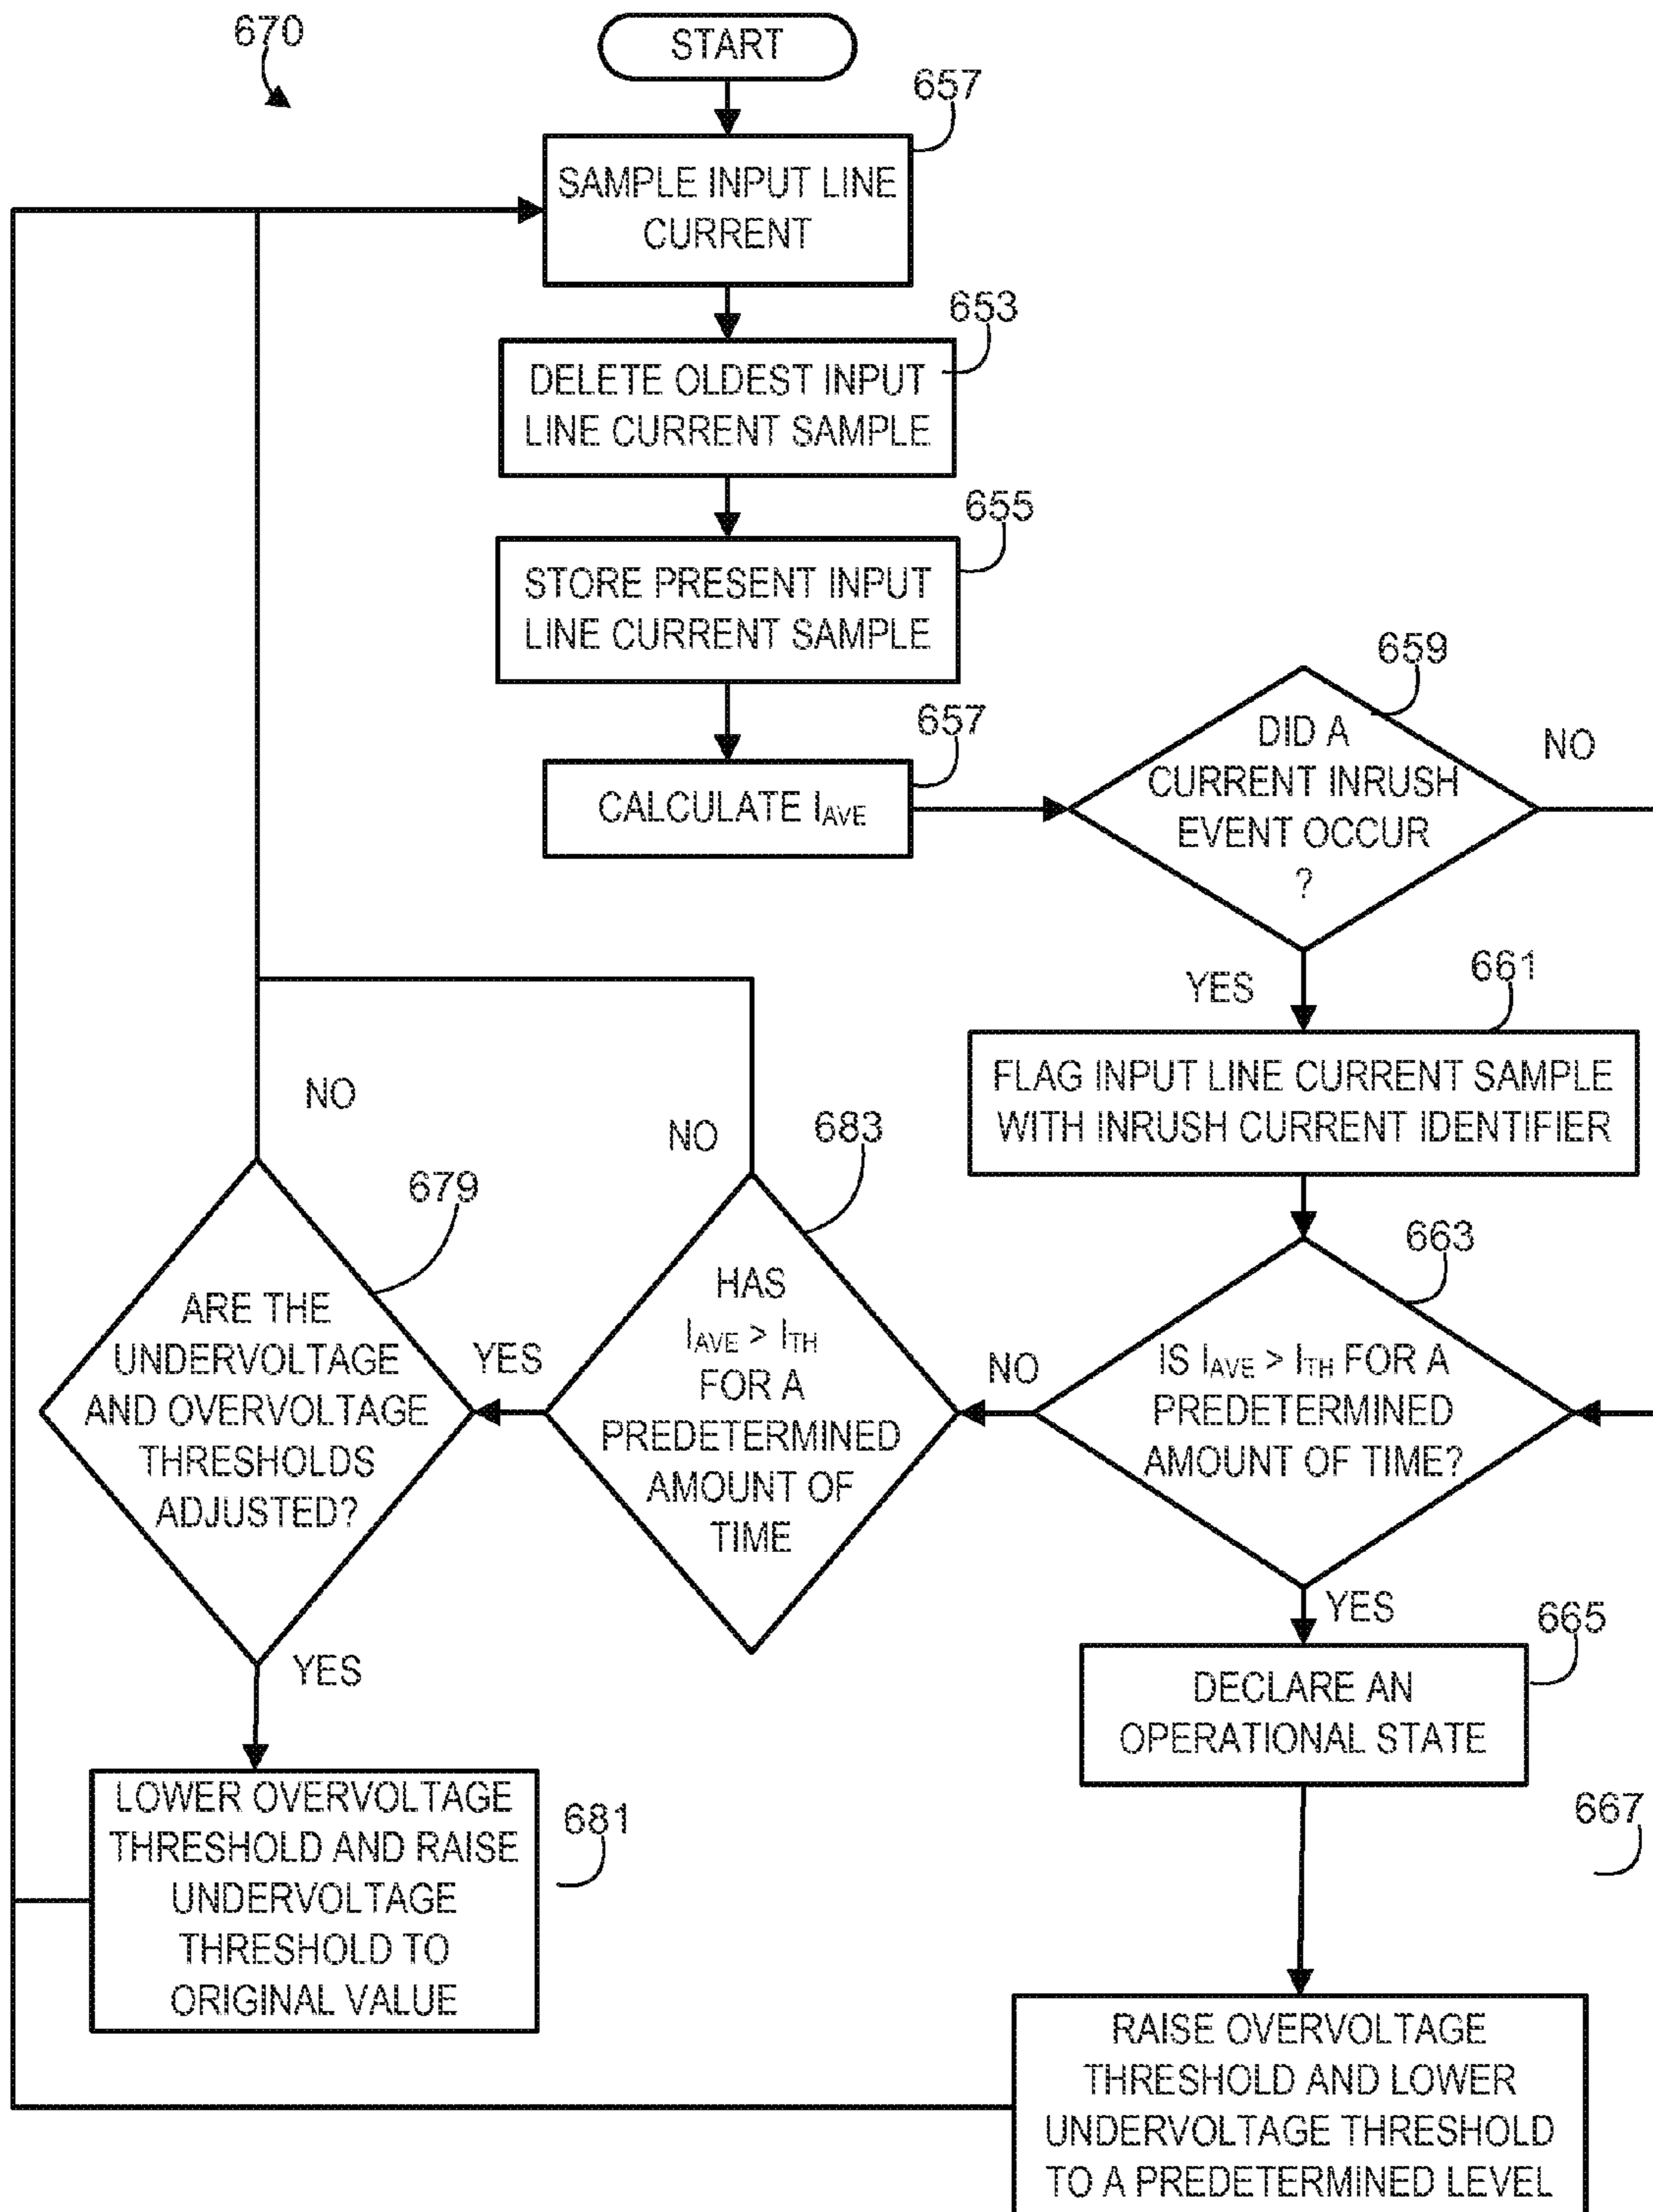 670
START
657
SAMPLE INPUT LINE
CURRENT
653
DELETE OLDEST INPUT
LINE CURRENT SAMPLE
655
STORE PRESENT INPUT
LINE CURRENT SAMPLE
657
CALCULATE IAVE
659
DID A
CURRENT INRUSH
EVENT OCCUR
?
NO
YES
661
FLAG INPUT LINE CURRENT SAMPLE
WITH INRUSH CURRENT IDENTIFIER
663
IS IAVE > ITH FOR A
PREDETERMINED
AMOUNT OF TIME?
NO
YES
683
HAS
IAVE > ITH
FOR A
PREDETERMINED
AMOUNT OF
TIME
NO
YES
679
ARE THE
UNDERVOLTAGE
AND OVERVOLTAGE
THRESHOLDS
ADJUSTED?
NO
YES
681
LOWER OVERVOLTAGE
THRESHOLD AND RAISE
UNDERVOLTAGE
THRESHOLD TO
ORIGINAL VALUE
665
DECLARE AN
OPERATIONAL STATE
667
RAISE OVERVOLTAGE
THRESHOLD AND LOWER
UNDERVOLTAGE THRESHOLD
TO A PREDETERMINED LEVEL